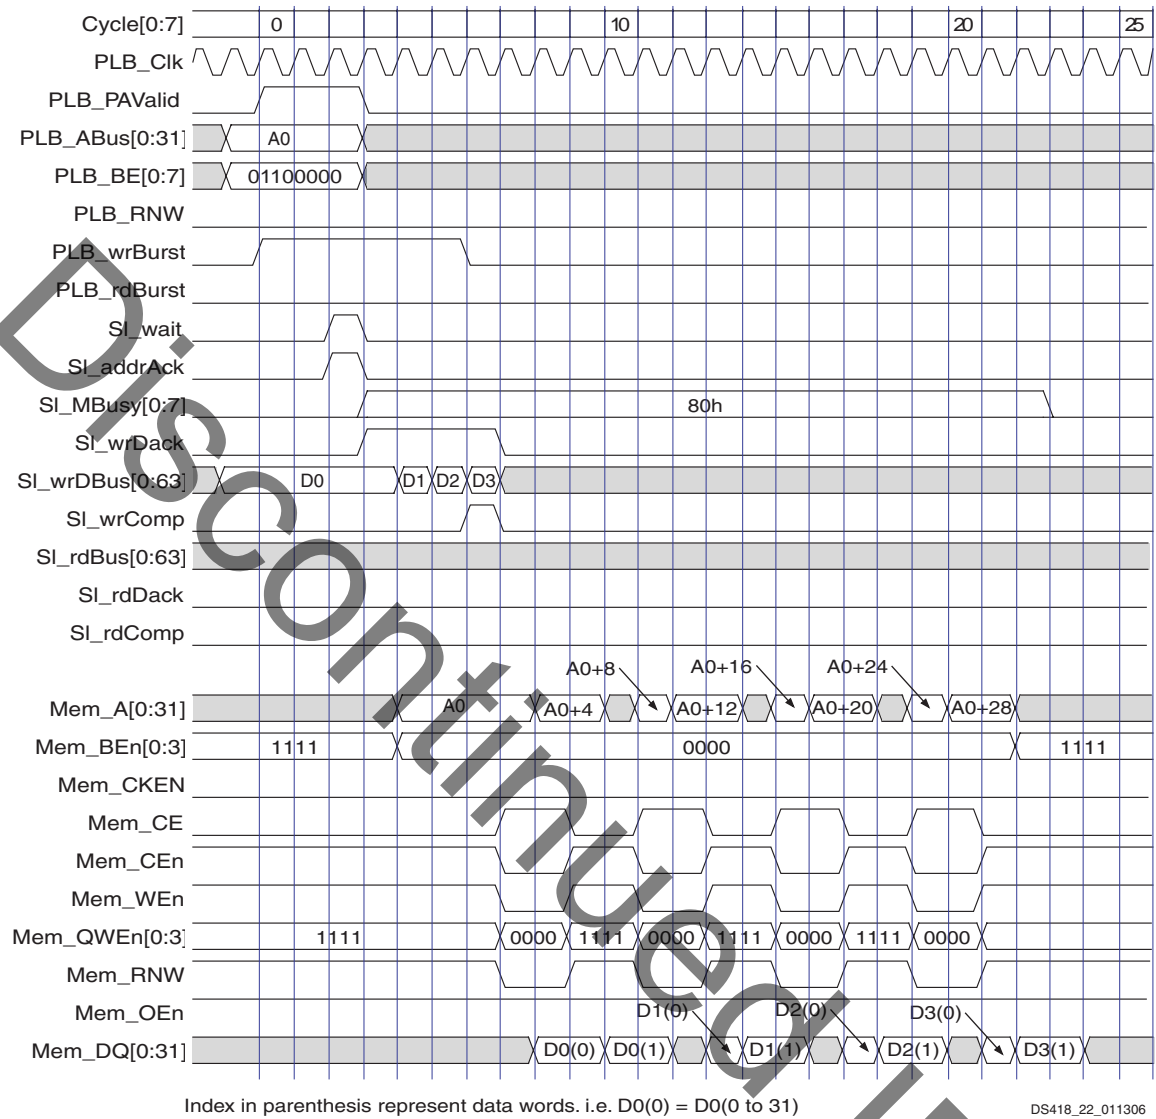 Cycle[0:7] 0 10 20 25
PLB_Clk
PLB_PAValid
PLB_ABus[0:31] A0
PLB_BE[0:7] 01100000
PLB_RNW
PLB_wrBurst
PLB_rdBurst
Sl_wait
Sl_addrAck
Sl_MBusy[0:7] 80h
Sl_wrDack
Sl_wrDBus[0:63] D0 D1 D2 D3
Sl_wrComp
Sl_rdBus[0:63]
Sl_rdDack
Sl_rdComp
A0+8 A0+16 A0+24
Mem_A[0:31] A0 A0+4 A0+12 A0+20 A0+28
Mem_BEn[0:3] 1111 0000 1111
Mem_CKEN
Mem_CE
Mem_CEn
Mem_WEn
Mem_QWEn[0:3] 1111 0000 1111 0000 1111 0000 1111 0000
Mem_RNW
Mem_OEn D1(0) D2(0) D3(0)
Mem_DQ[0:31] D0(0) D0(1) D1(1) D2(1) D3(1)
Index in parenthesis represent data words. i.e. D0(0) = D0(0 to 31)
DS418_22_011306
Discontinued